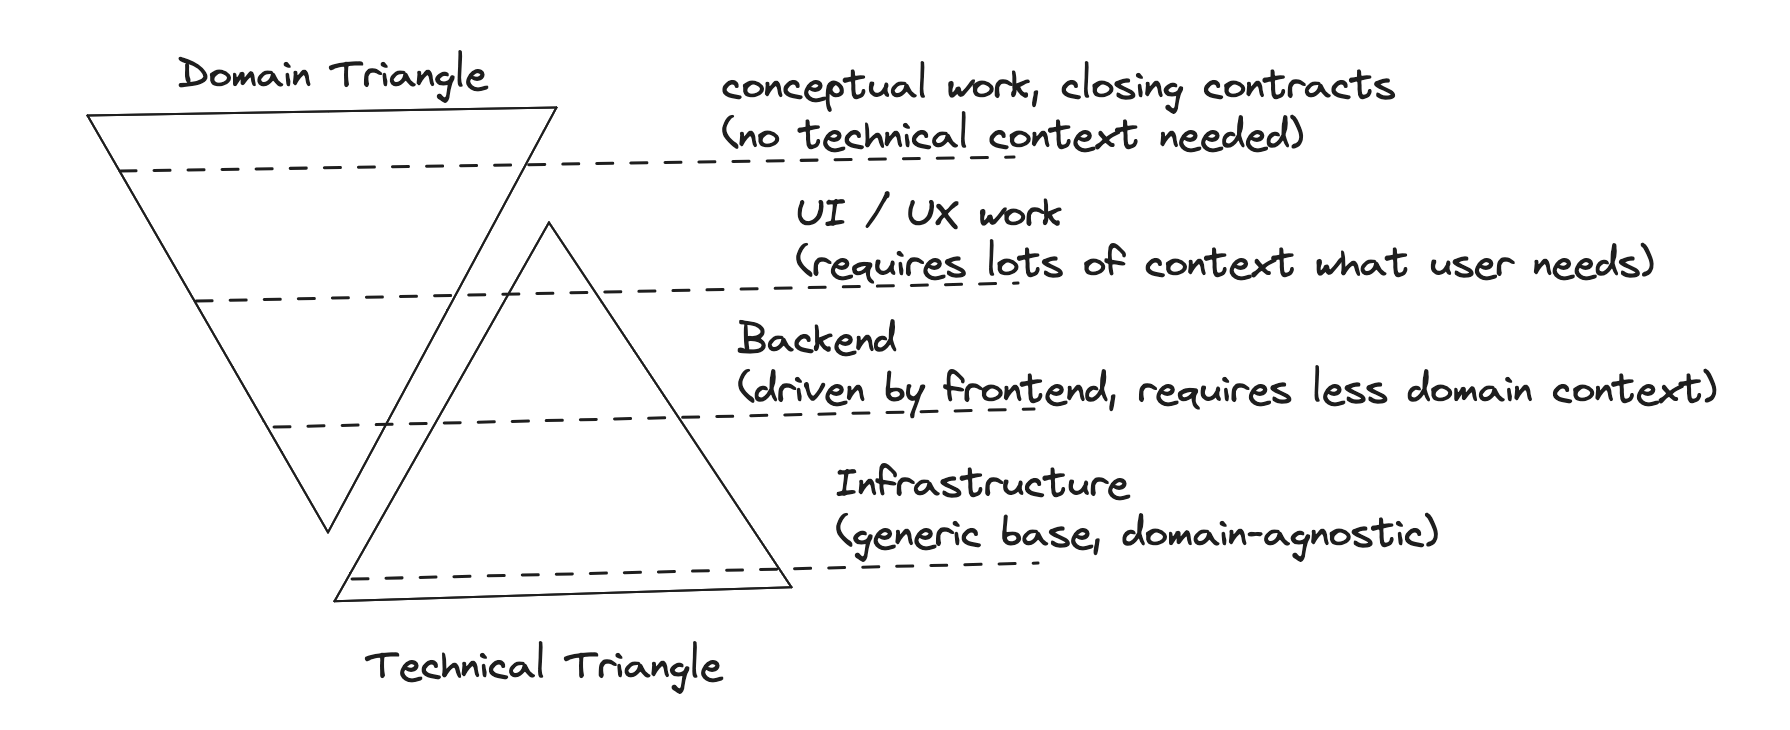 Domain Triangle
conceptual work, closing contracts
(no technical context needed)
UI / UX work
(requires lots of context what user needs)
Backend
(driven by frontend, requires less domain context)
Infrastructure
(generic base, domain-agnostic)
Technical Triangle